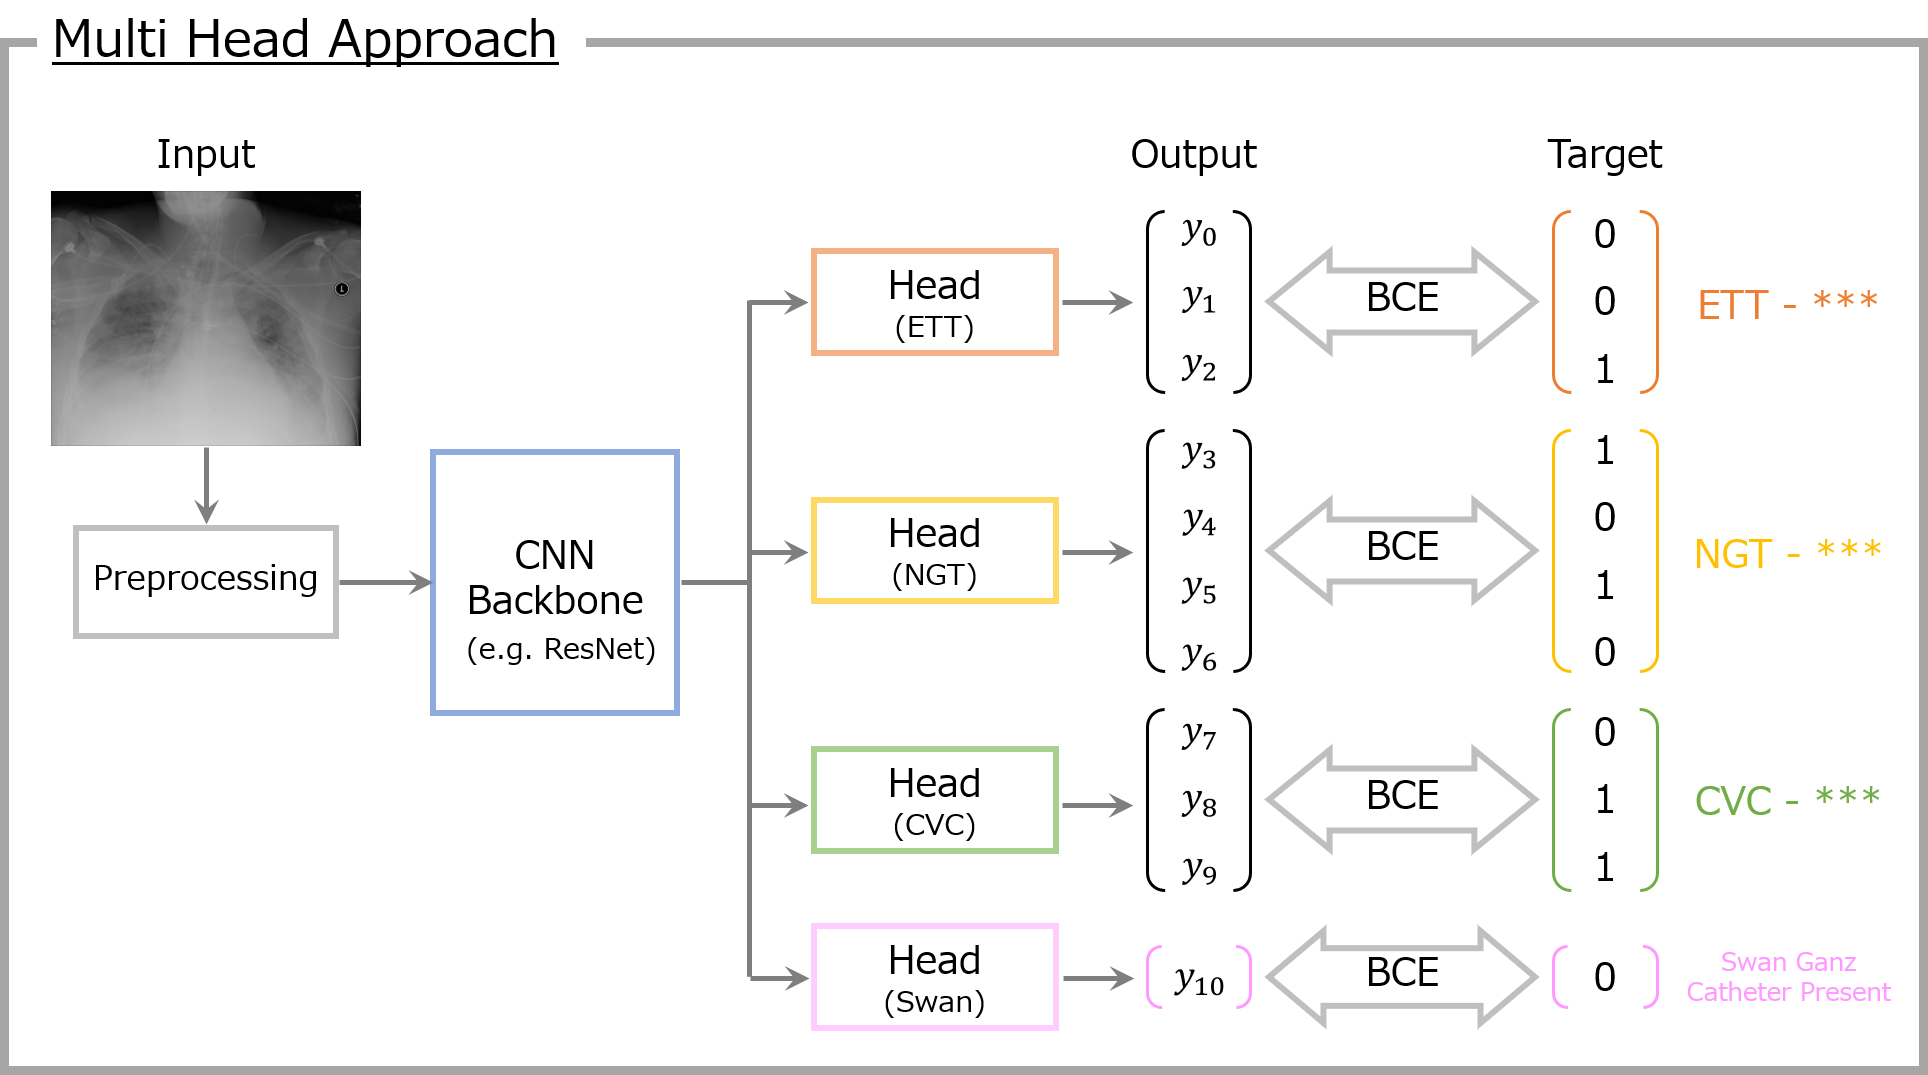 Multi Head Approach
Input
Output
Target
L
Preprocessing
CNN
Backbone
(e.g. ResNet)
Head
(ETT)
y0
y1
y2
BCE
0
0
1
ETT - ***
Head
(NGT)
y3
y4
y5
y6
BCE
1
0
1
0
NGT - ***
Head
(CVC)
y7
y8
y9
BCE
0
1
1
CVC - ***
Head
(Swan)
y10
BCE
0
Swan Ganz
Catheter Present